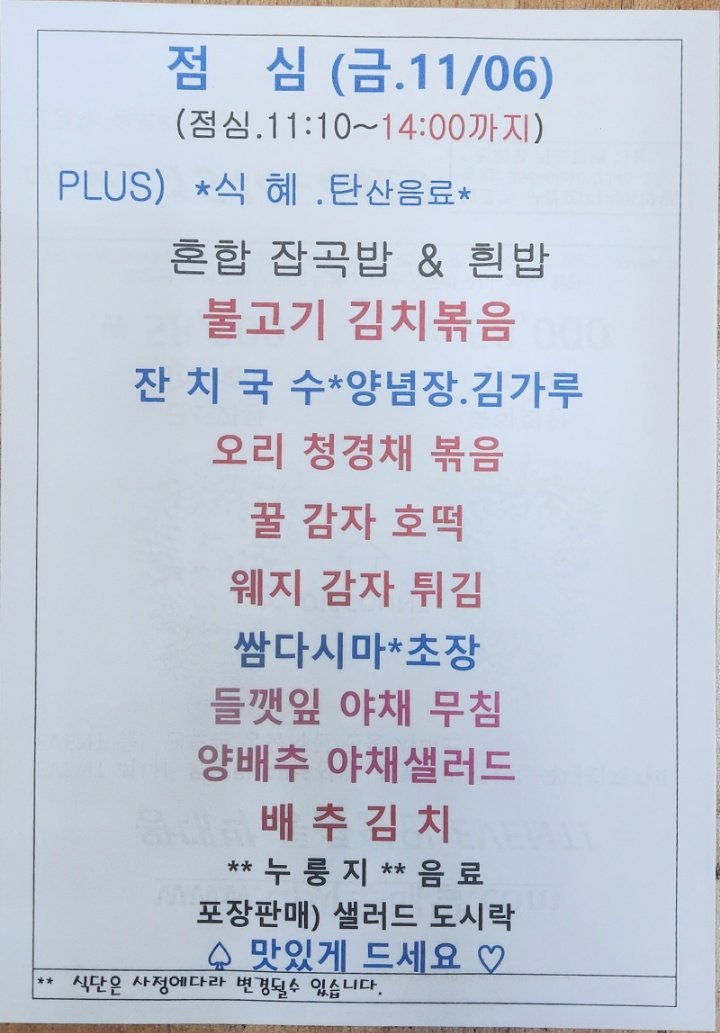 점 심 (금.11/06)
(점심.11:10~14:00까지)
PLUS) *식 혜 .탄산음료*
혼합 잡곡밥 & 흰밥
불고기 김치볶음
잔 치 국 수*양념장.김가루
오리 청경채 볶음
꿀 감자 호떡
웨지 감자 튀김
쌈다시마*초장
들깻잎 야채 무침
양배추 야채샐러드
배 추 김 치
** 누 룽 지 ** 음 료
포장판매) 샐러드 도시락
♤ 맛있게 드세요 ♡
** 식단은 사정에다라 변경될수 있습니다.